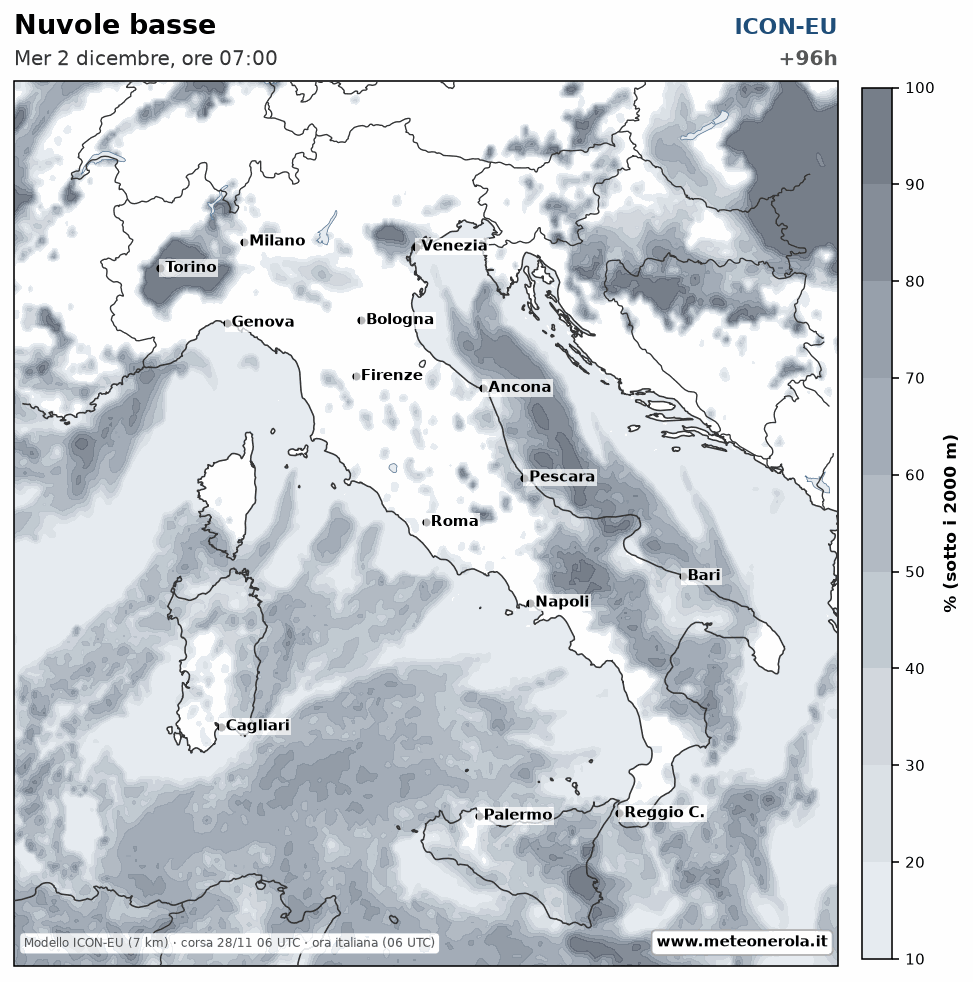 Nuvole basse
ICON-EU
Mer 2 dicembre, ore 07:00
+96h
Milano
Venezia
Torino
Genova
Bologna
Firenze
Ancona
Pescara
Roma
Bari
Napoli
Cagliari
Palermo
Reggio C.
Modello ICON-EU (7 km) · corsa 28/11 06 UTC · ora italiana (06 UTC)
www.meteonerola.it
100
90
80
70
60
50
40
30
20
10
% (sotto i 2000 m)